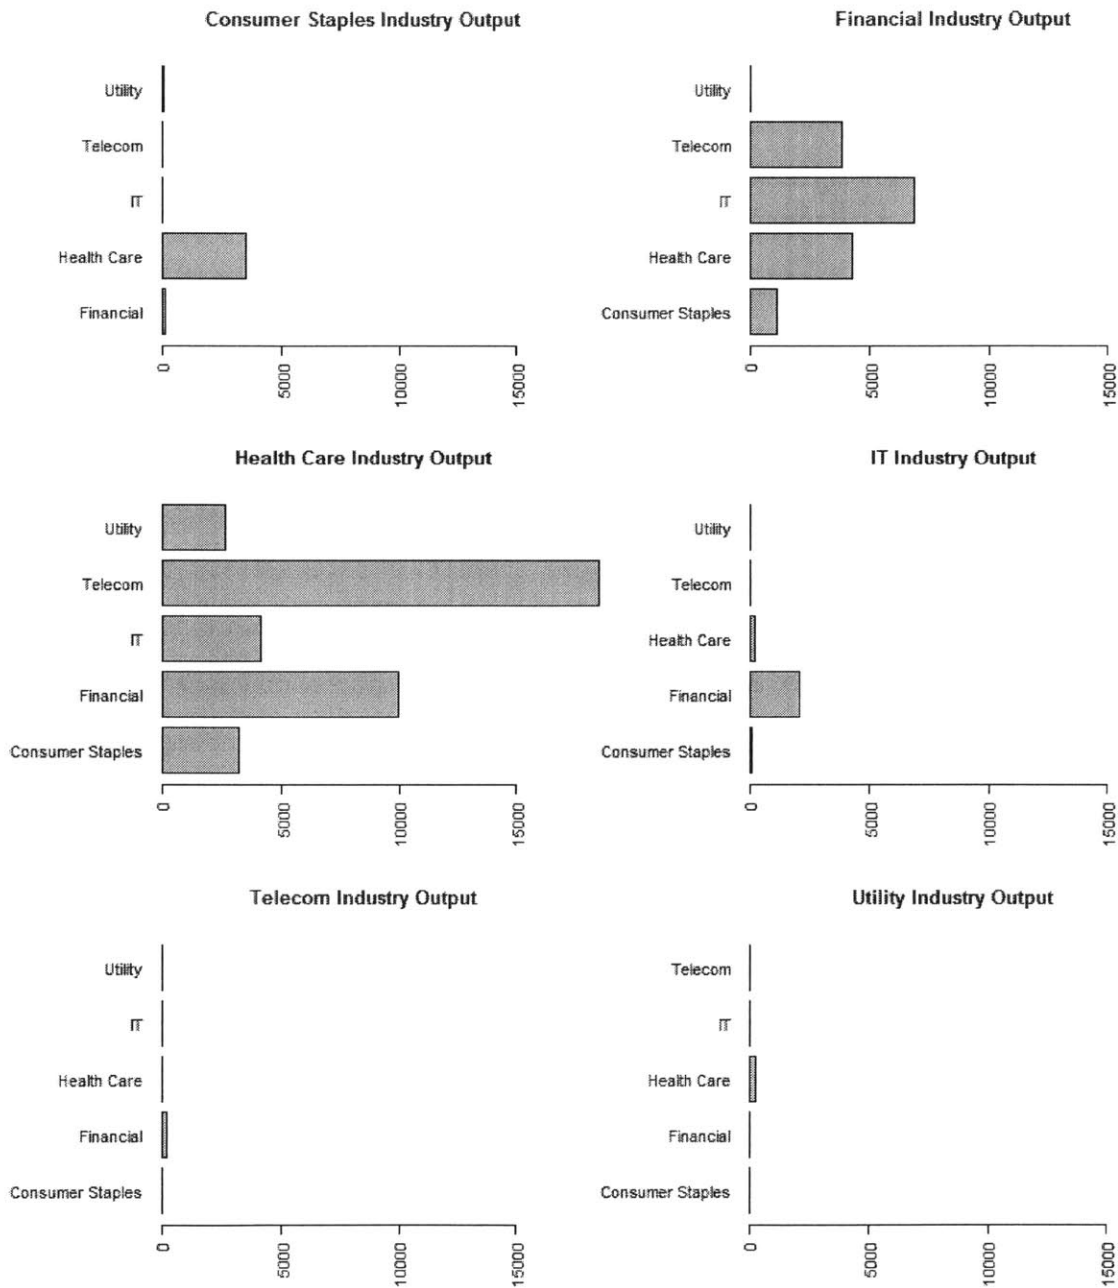 Consumer Staples Industry Output
Utility
Telecom
IT
Health Care
Financial
0
5000
10000
15000
Financial Industry Output
Utility
Telecom
IT
Health Care
Consumer Staples
0
5000
10000
15000
Health Care Industry Output
Utility
Telecom
IT
Financial
Consumer Staples
0
5000
10000
15000
IT Industry Output
Utility
Telecom
Health Care
Financial
Consumer Staples
0
5000
10000
15000
Telecom Industry Output
Utility
IT
Health Care
Financial
Consumer Staples
0
5000
10000
15000
Utility Industry Output
Telecom
IT
Health Care
Financial
Consumer Staples
0
5000
10000
15000